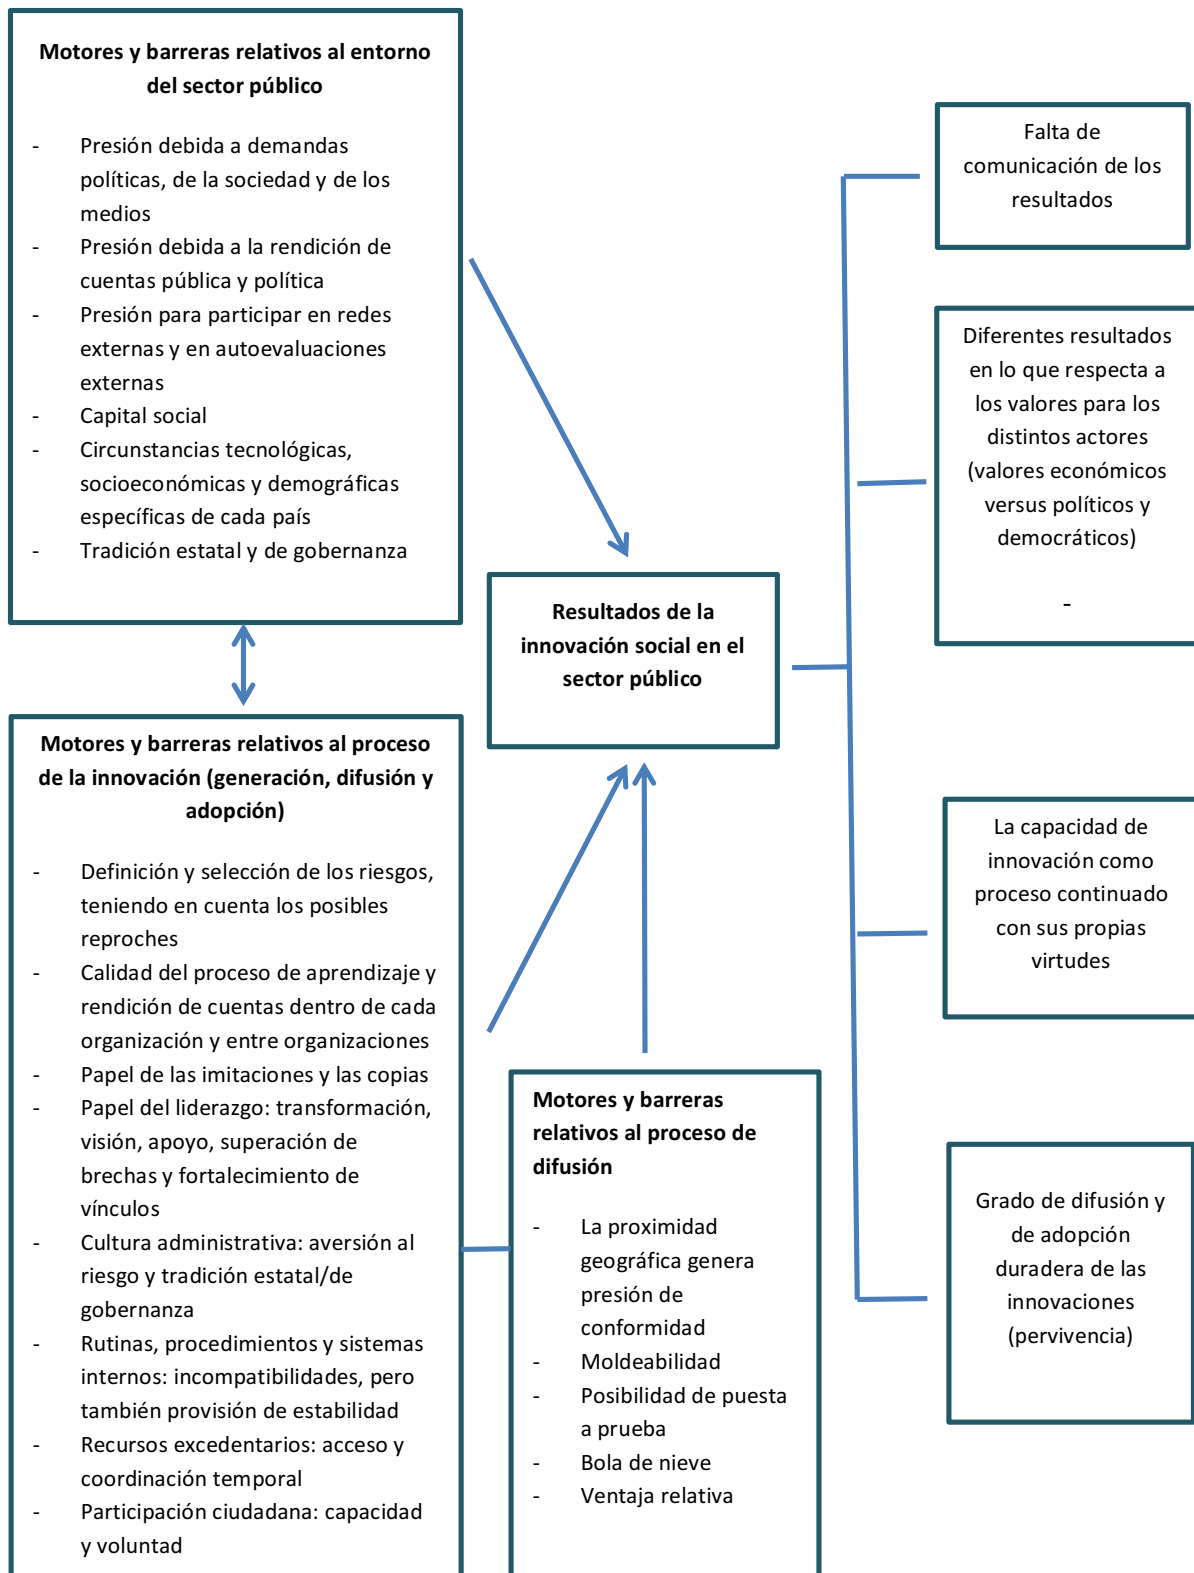 Motores y barreras relativos al entorno
del sector público
- Presión debida a demandas
políticas, de la sociedad y de los
medios
- Presión debida a la rendición de
cuentas pública y política
- Presión para participar en redes
externas y en autoevaluaciones
externas
- Capital social
- Circunstancias tecnológicas,
socioeconómicas y demográficas
específicas de cada país
- Tradición estatal y de gobernanza
Motores y barreras relativos al proceso
de la innovación (generación, difusión y
adopción)
- Definición y selección de los riesgos,
teniendo en cuenta los posibles
reproches
- Calidad del proceso de aprendizaje y
rendición de cuentas dentro de cada
organización y entre organizaciones
- Papel de las imitaciones y las copias
- Papel del liderazgo: transformación,
visión, apoyo, superación de
brechas y fortalecimiento de
vínculos
- Cultura administrativa: aversión al
riesgo y tradición estatal/de
gobernanza
- Rutinas, procedimientos y sistemas
internos: incompatibilidades, pero
también provisión de estabilidad
- Recursos excedentarios: acceso y
coordinación temporal
- Participación ciudadana: capacidad
y voluntad
Resultados de la
innovación social en el
sector público
Motores y barreras
relativos al proceso de
difusión
- La proximidad
geográfica genera
presión de
conformidad
- Moldeabilidad
- Posibilidad de puesta
a prueba
- Bola de nieve
- Ventaja relativa
Falta de
comunicación de los
resultados
Diferentes resultados
en lo que respecta a
los valores para los
distintos actores
(valores económicos
versus políticos y
democráticos)
-
La capacidad de
innovación como
proceso continuado
con sus propias
virtudes
Grado de difusión y
de adopción
duradera de las
innovaciones
(pervivencia)